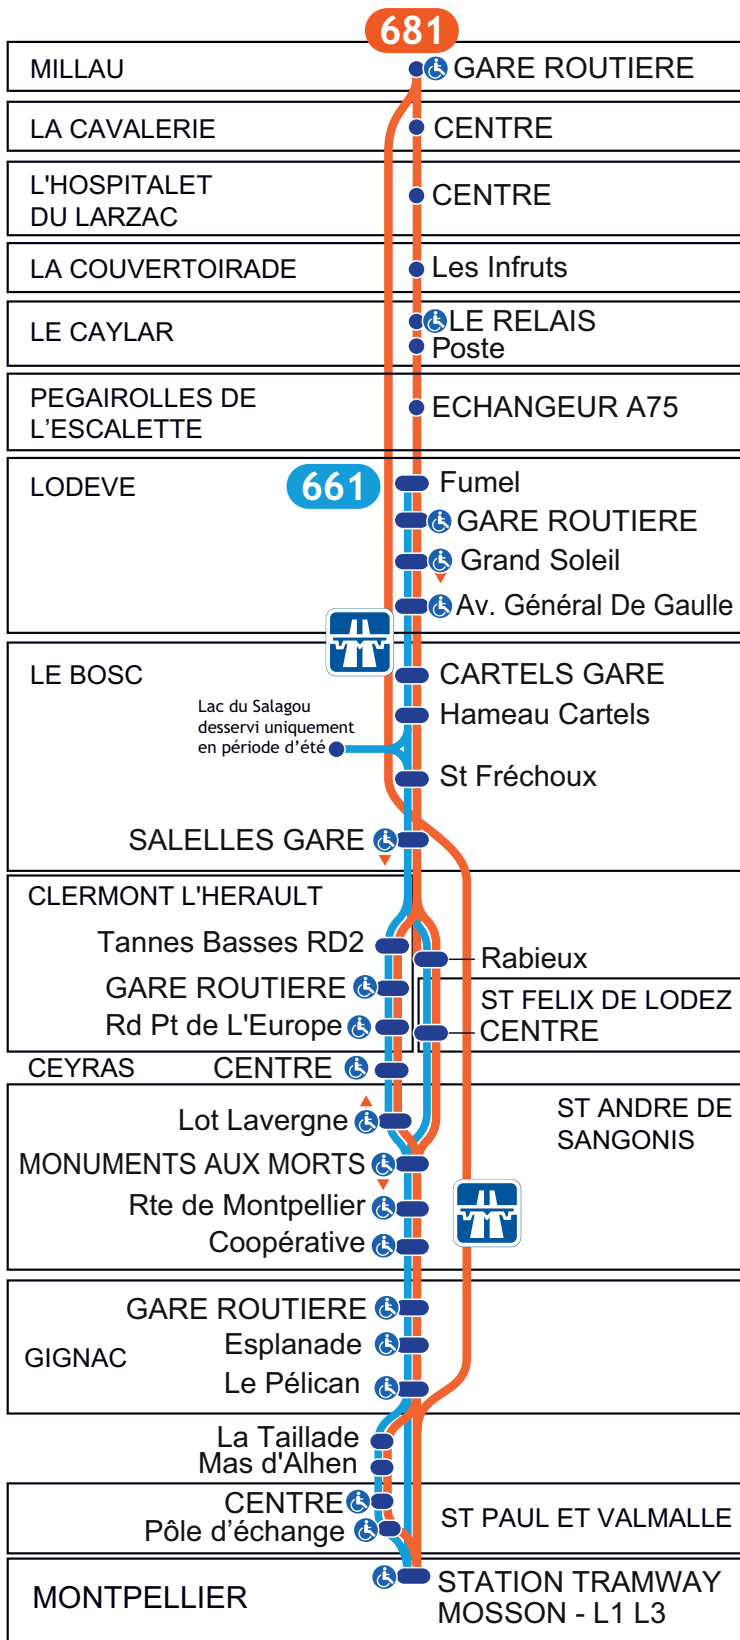 681
MILLAU
GARE ROUTIERE
LA CAVALERIE
CENTRE
L'HOSPITALET
DU LARZAC
CENTRE
LA COUVERTOIRADE
Les Infruts
LE CAYLAR
LE RELAIS
Poste
PEGAIROLLES DE
L'ESCALETTE
ECHANGEUR A75
LODEVE
661
Fumel
GARE ROUTIERE
Grand Soleil
Av. Général De Gaulle
LE BOSC
CARTELS GARE
Hameau Cartels
Lac du Salagou
desservi uniquement
en période d'été
St Fréchoux
SALELLES GARE
CLERMONT L'HERAULT
Tannes Basses RD2
Rabieux
GARE ROUTIERE
ST FELIX DE LODEZ
Rd Pt de L'Europe
CENTRE
CEYRAS
CENTRE
ST ANDRE DE
SANGONIS
Lot Lavergne
MONUMENTS AUX MORTS
Rte de Montpellier
Coopérative
GIGNAC
GARE ROUTIERE
Esplanade
Le Pélican
La Taillade
Mas d'Alhen
CENTRE
Pôle d'échange
ST PAUL ET VALMALLE
MONTPELLIER
STATION TRAMWAY
MOSSON - L1 L3